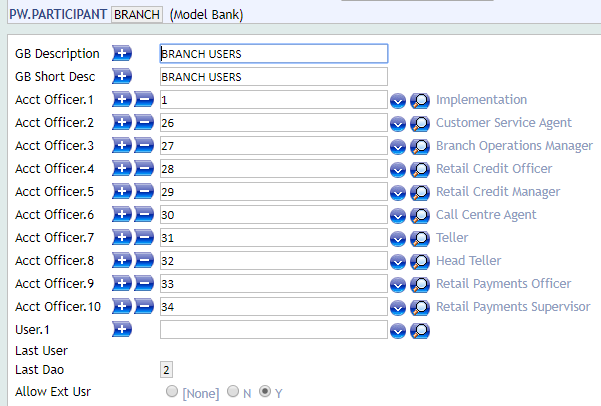 PW.PARTICIPANT BRANCH (Model Bank)
GB Description BRANCH USERS
GB Short Desc BRANCH USERS
Acct Officer.1 1 Implementation
Acct Officer.2 26 Customer Service Agent
Acct Officer.3 27 Branch Operations Manager
Acct Officer.4 28 Retail Credit Officer
Acct Officer.5 29 Retail Credit Manager
Acct Officer.6 30 Call Centre Agent
Acct Officer.7 31 Teller
Acct Officer.8 32 Head Teller
Acct Officer.9 33 Retail Payments Officer
Acct Officer.10 34 Retail Payments Supervisor
User.1
Last User
Last Dao 2
Allow Ext Usr [None] N Y